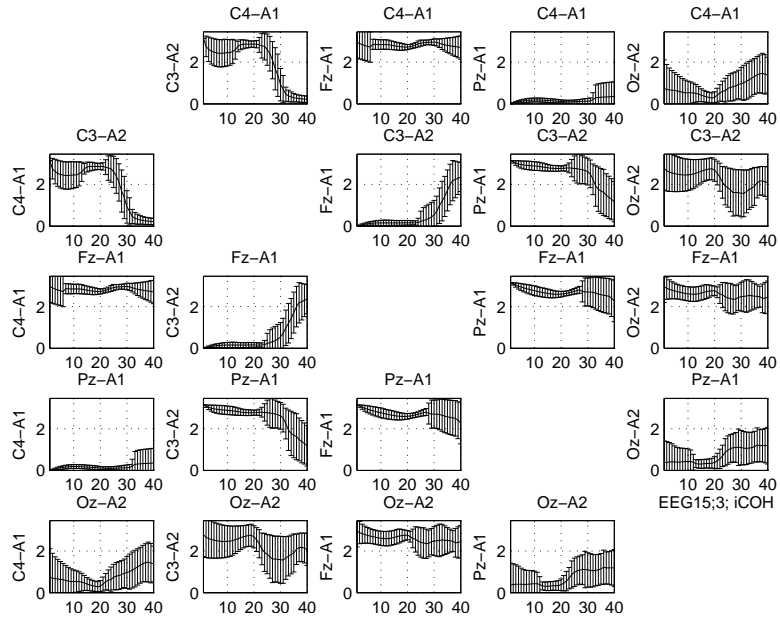 C4−A1 C4−A1 C4−A1 C4−A1
C3−A2 Fz−A1 Pz−A1 Oz−A2
2 2 2 2
0 0 0 0
10 20 30 40 10 20 30 40 10 20 30 40 10 20 30 40
C3−A2 C3−A2 C3−A2 C3−A2
C4−A1 Fz−A1 Pz−A1 Oz−A2
2 2 2 2
0 0 0 0
10 20 30 40 10 20 30 40 10 20 30 40 10 20 30 40
Fz−A1 Fz−A1 Fz−A1 Fz−A1
C4−A1 C3−A2 Pz−A1 Oz−A2
2 2 2 2
0 0 0 0
10 20 30 40 10 20 30 40 10 20 30 40 10 20 30 40
Pz−A1 Pz−A1 Pz−A1 Pz−A1
C4−A1 C3−A2 Fz−A1 Oz−A2
2 2 2 2
0 0 0 0
10 20 30 40 10 20 30 40 10 20 30 40 10 20 30 40
Oz−A2 Oz−A2 Oz−A2 Oz−A2 EEG15;3; iCOH
C4−A1 C3−A2 Fz−A1 Pz−A1
2 2 2 2
0 0 0 0
10 20 30 40 10 20 30 40 10 20 30 40 10 20 30 40